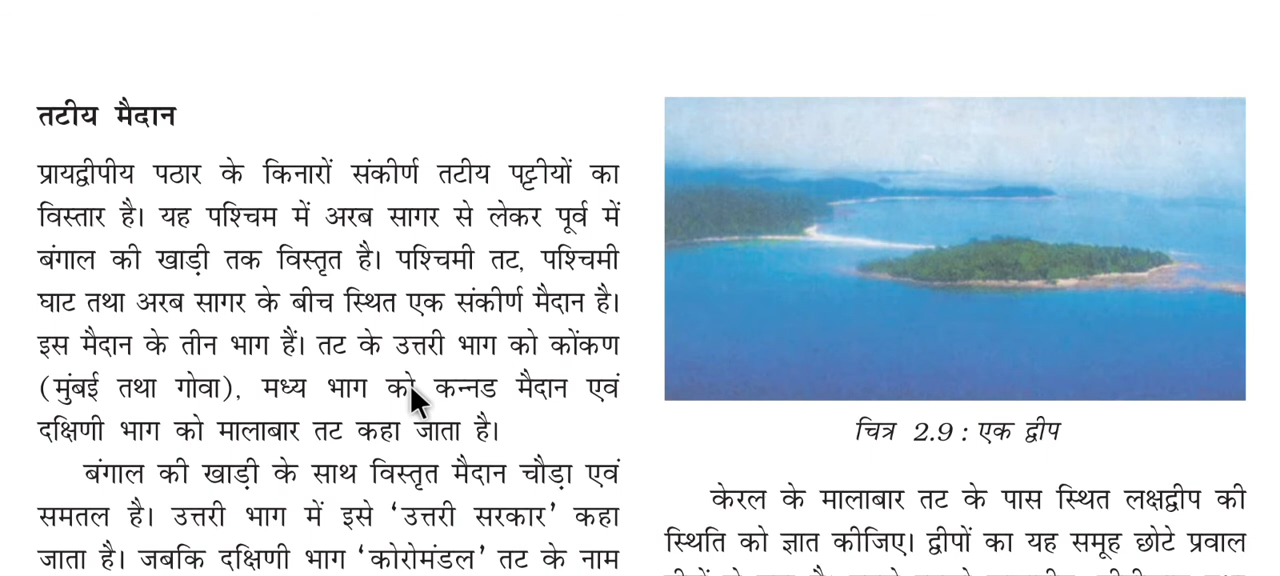 तटीय मैदान
प्रायद्वीपीय पठार के किनारों संकीर्ण तटीय पट्टीयों का
विस्तार है। यह पश्चिम में अरब सागर से लेकर पूर्व में
बंगाल की खाड़ी तक विस्तृत है। पश्चिमी तट, पश्चिमी
घाट तथा अरब सागर के बीच स्थित एक संकीर्ण मैदान है।
इस मैदान के तीन भाग हैं। तट के उत्तरी भाग को कोंकण
(मुंबई तथा गोवा), मध्य भाग को कन्नड मैदान एवं
दक्षिणी भाग को मालाबार तट कहा जाता है।
बंगाल की खाड़ी के साथ विस्तृत मैदान चौड़ा एवं
समतल है। उत्तरी भाग में इसे ‘उत्तरी सरकार’ कहा
जाता है। जबकि दक्षिणी भाग ‘कोरोमंडल’ तट के नाम
चित्र 2.9 : एक द्वीप
केरल के मालाबार तट के पास स्थित लक्षद्वीप की
स्थिति को ज्ञात कीजिए। द्वीपों का यह समूह छोटे प्रवाल